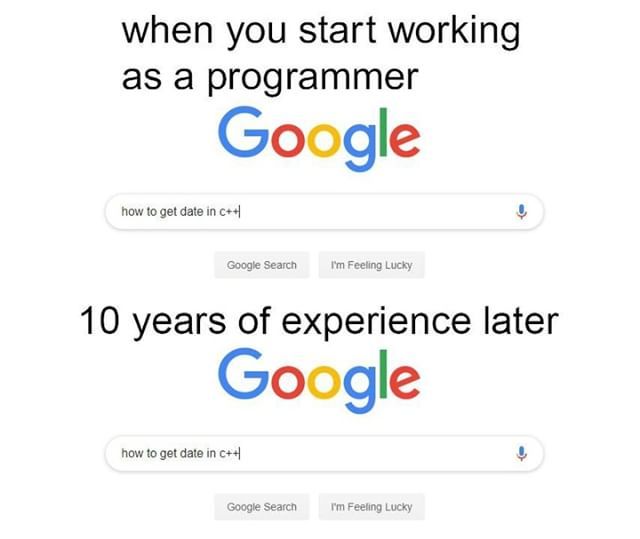 when you start working
as a programmer
Google
how to get date in c++
Google Search I'm Feeling Lucky
10 years of experience later
Google
how to get date in c++
Google Search I'm Feeling Lucky